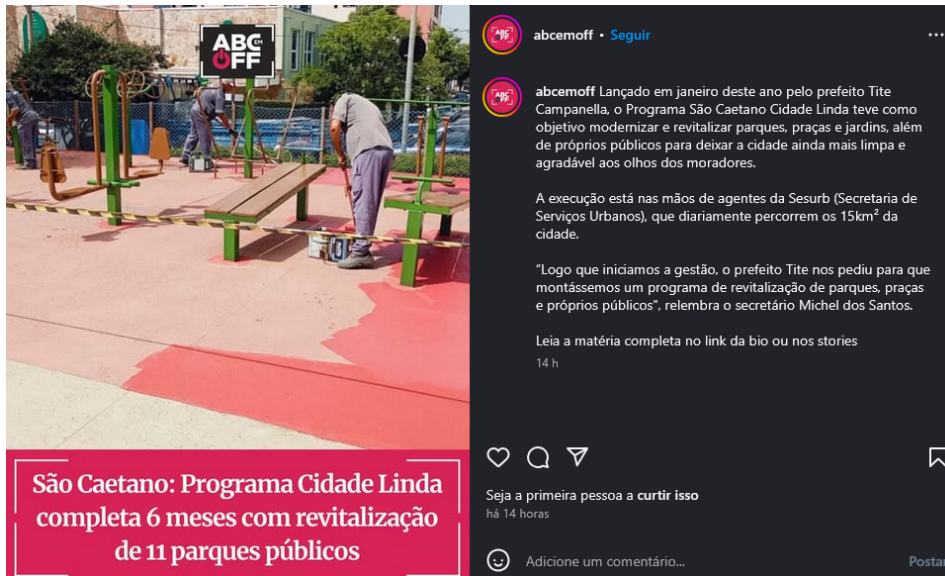 ABC EM
OFF
São Caetano: Programa Cidade Linda
completa 6 meses com revitalização
de 11 parques públicos
abcemoff • Seguir
abcemoff Lançado em janeiro deste ano pelo prefeito Tite
Campanella, o Programa São Caetano Cidade Linda teve como
objetivo modernizar e revitalizar parques, praças e jardins, além
de próprios públicos para deixar a cidade ainda mais limpa e
agradável aos olhos dos moradores.
A execução está nas mãos de agentes da Sesurb (Secretaria de
Serviços Urbanos), que diariamente percorrem os 15km² da
cidade.
“Logo que iniciamos a gestão, o prefeito Tite nos pediu para que
montássemos um programa de revitalização de parques, praças
e próprios públicos”, relembra o secretário Michel dos Santos.
Leia a matéria completa no link da bio ou nos stories
14 h
Seja a primeira pessoa a curtir isso
há 14 horas
Adicione um comentário...
Postar